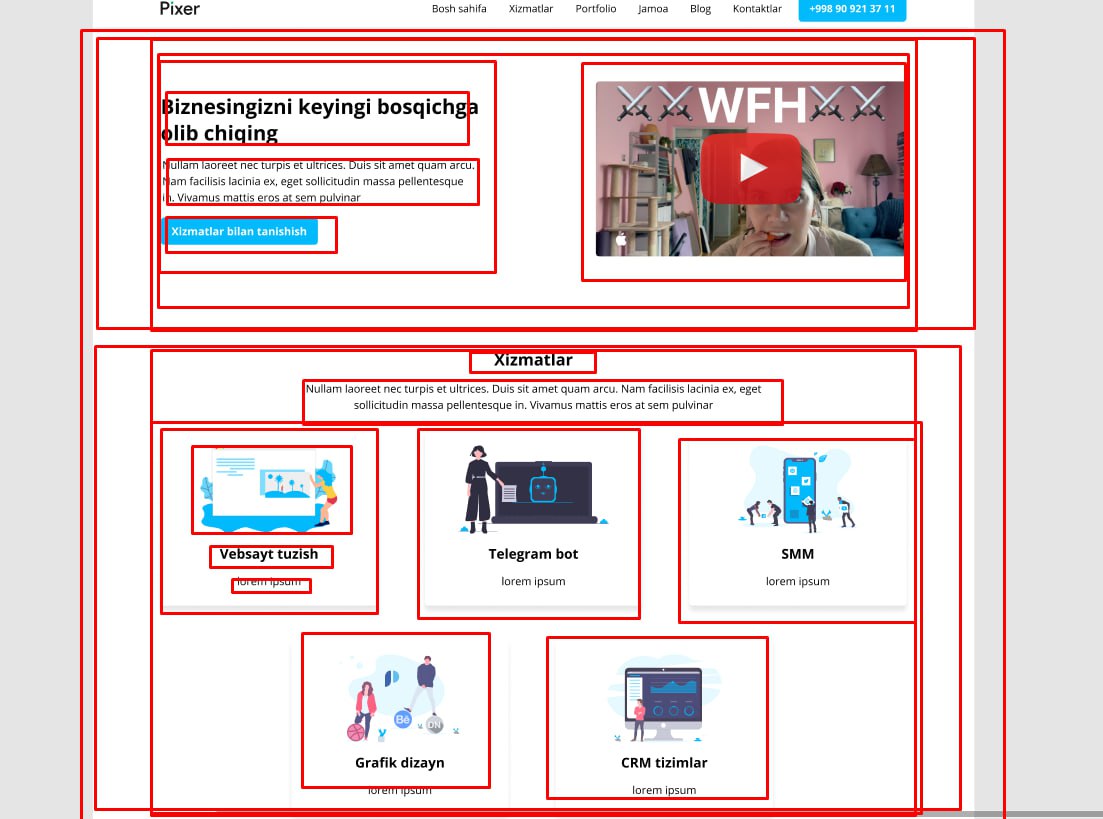 Pixer
Bosh sahifa Xizmatlar Portfolio Jamoa Blog Kontaktlar +998 90 921 37 11
Biznesingizni keyingi bosqichga
olib chiqing
Nullam laoreet nec turpis et ultrices. Duis sit amet quam arcu.
Nam facilisis lacinia ex, eget sollicitudin massa pellentesque
in. Vivamus mattis eros at sem pulvinar
Xizmatlar bilan tanishish
WFH
Xizmatlar
Nullam laoreet nec turpis et ultrices. Duis sit amet quam arcu. Nam facilisis lacinia ex, eget
sollicitudin massa pellentesque in. Vivamus mattis eros at sem pulvinar
Vebsayt tuzish
lorem ipsum
Telegram bot
lorem ipsum
SMM
lorem ipsum
Bē
DN
Grafik dizayn
lorem ipsum
CRM tizimlar
lorem ipsum